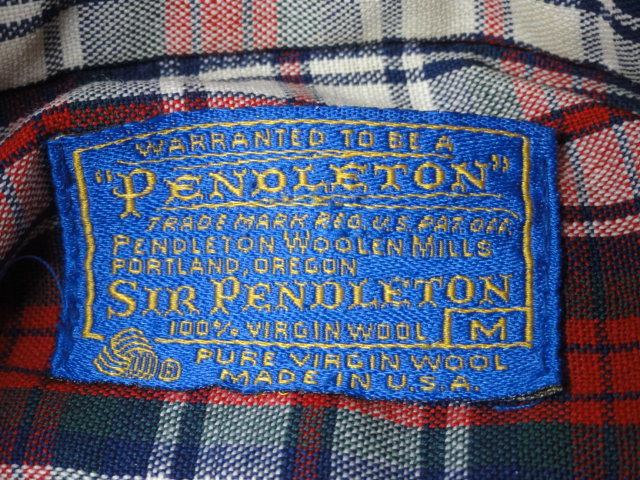 WARRANTED TO BE A
"PENDLETON"
TRADE MARK REG. U.S. PAT. OFF.
PENDLETON WOOLEN MILLS
PORTLAND, OREGON
SIR PENDLETON
100% VIRGIN WOOL M
PURE VIRGIN WOOL
MADE IN U.S.A.